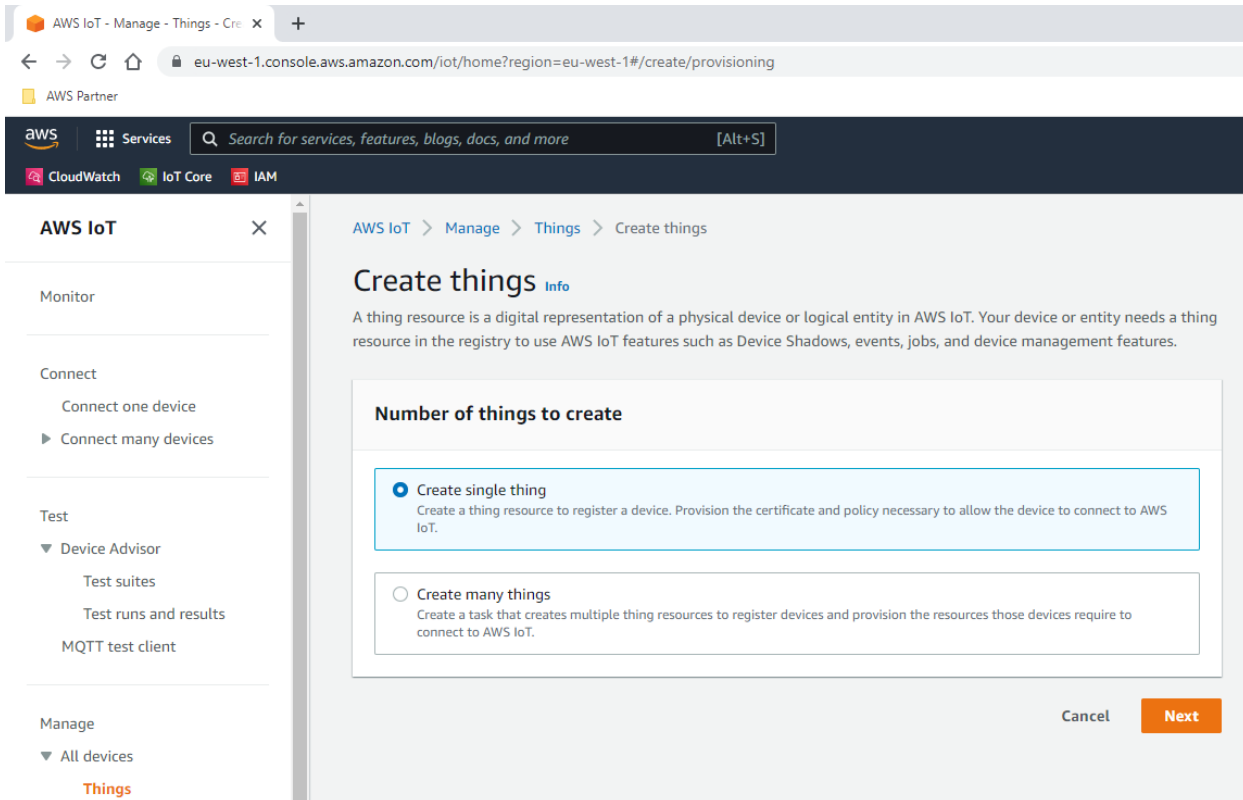 AWS IoT - Manage - Things - Cre
eu-west-1.console.aws.amazon.com/iot/home?region=eu-west-1#/create/provisioning
AWS Partner
aws
Services
Search for services, features, blogs, docs, and more
[Alt+S]
CloudWatch
IoT Core
IAM
AWS IoT
Monitor
Connect
Connect one device
Connect many devices
Test
Device Advisor
Test suites
Test runs and results
MQTT test client
Manage
All devices
Things
AWS IoT > Manage > Things > Create things
Create things Info
A thing resource is a digital representation of a physical device or logical entity in AWS IoT. Your device or entity needs a thing
resource in the registry to use AWS IoT features such as Device Shadows, events, jobs, and device management features.
Number of things to create
Create single thing
Create a thing resource to register a device. Provision the certificate and policy necessary to allow the device to connect to AWS
IoT.
Create many things
Create a task that creates multiple thing resources to register devices and provision the resources those devices require to
connect to AWS IoT.
Cancel
Next